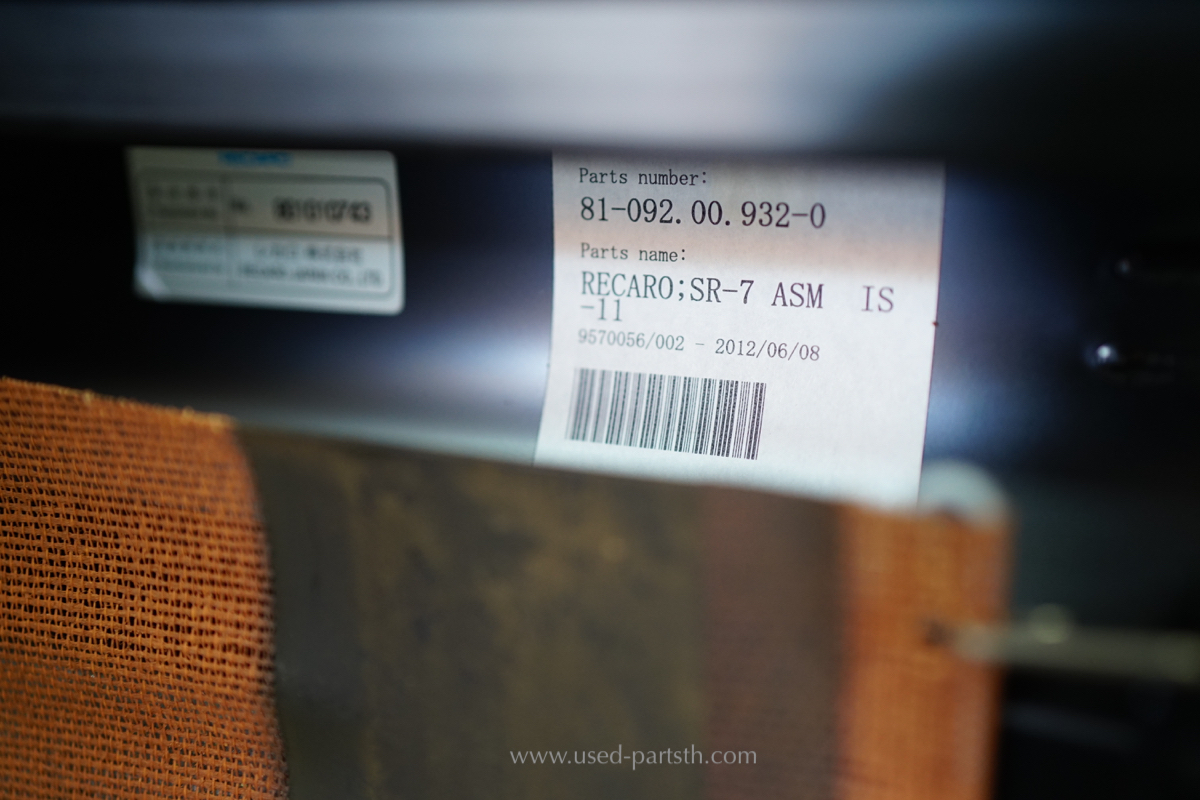 RECARO
Parts number:
81-092.00.932-0
Parts name:
RECARO;SR-7 ASM IS
-11
9570056/002 - 2012/06/08
www.used-partsth.com